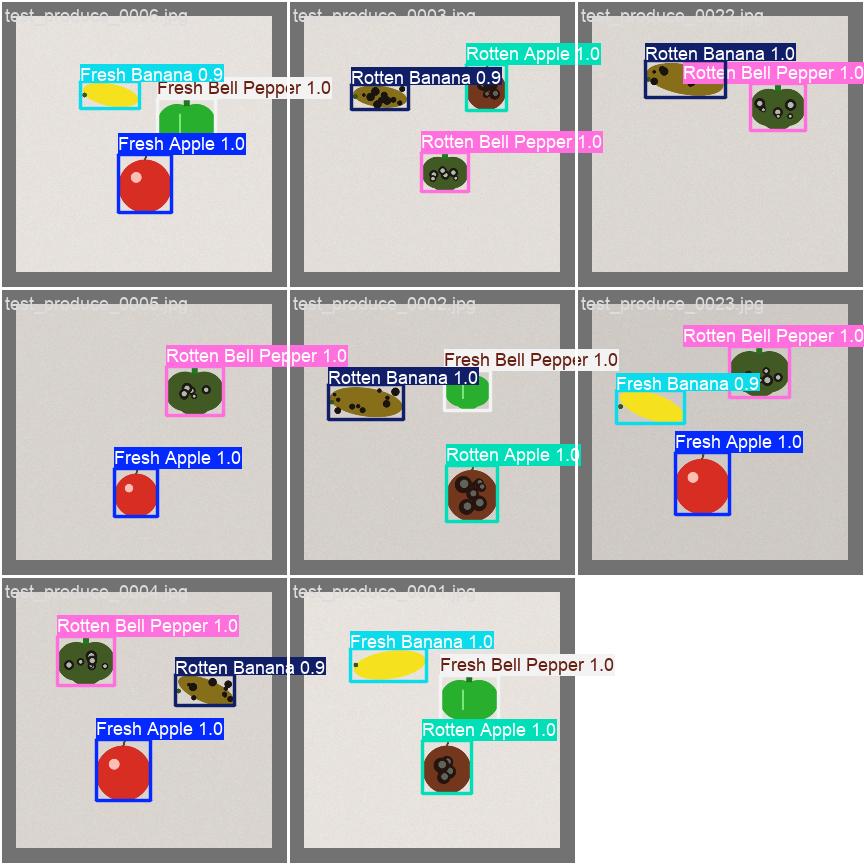 test_produce_0006.jpg
Fresh Banana 0.9
Fresh Bell Pepper 1.0
Fresh Apple 1.0
test_produce_0003.jpg
Rotten Apple 1.0
Rotten Banana 0.9
Rotten Bell Pepper 1.0
test_produce_0022.jpg
Rotten Banana 1.0
Rotten Bell Pepper 1.0
test_produce_0005.jpg
Rotten Bell Pepper 1.0
Fresh Apple 1.0
test_produce_0002.jpg
Fresh Bell Pepper 1.0
Rotten Banana 1.0
Rotten Apple 1.0
test_produce_0023.jpg
Rotten Bell Pepper 1.0
Fresh Banana 0.9
Fresh Apple 1.0
test_produce_0004.jpg
Rotten Bell Pepper 1.0
Rotten Banana 0.9
Fresh Apple 1.0
test_produce_0001.jpg
Fresh Banana 1.0
Fresh Bell Pepper 1.0
Rotten Apple 1.0